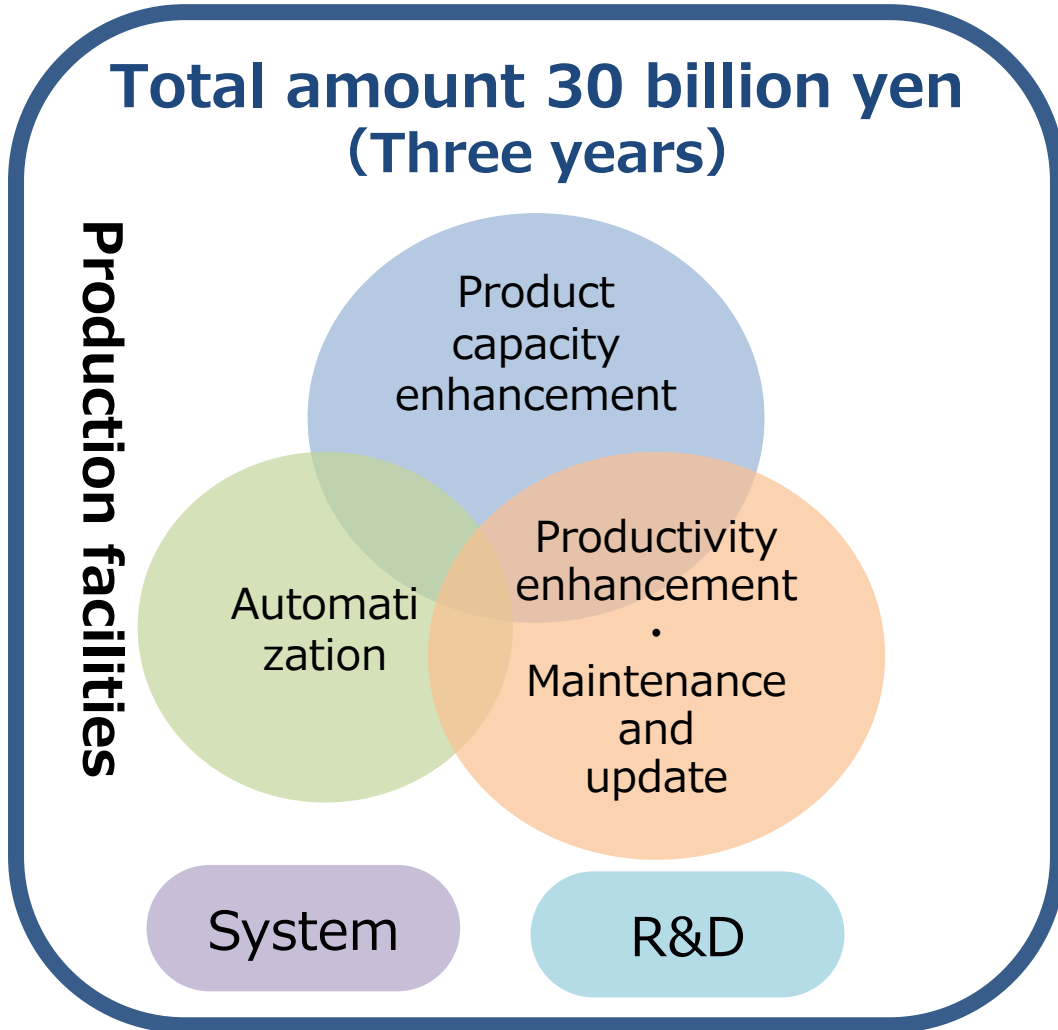 Total amount 30 billion yen
(Three years)
Production facilities
Product
capacity
enhancement
Automati
zation
Productivity
enhancement
・
Maintenance
and
update
System
R&D